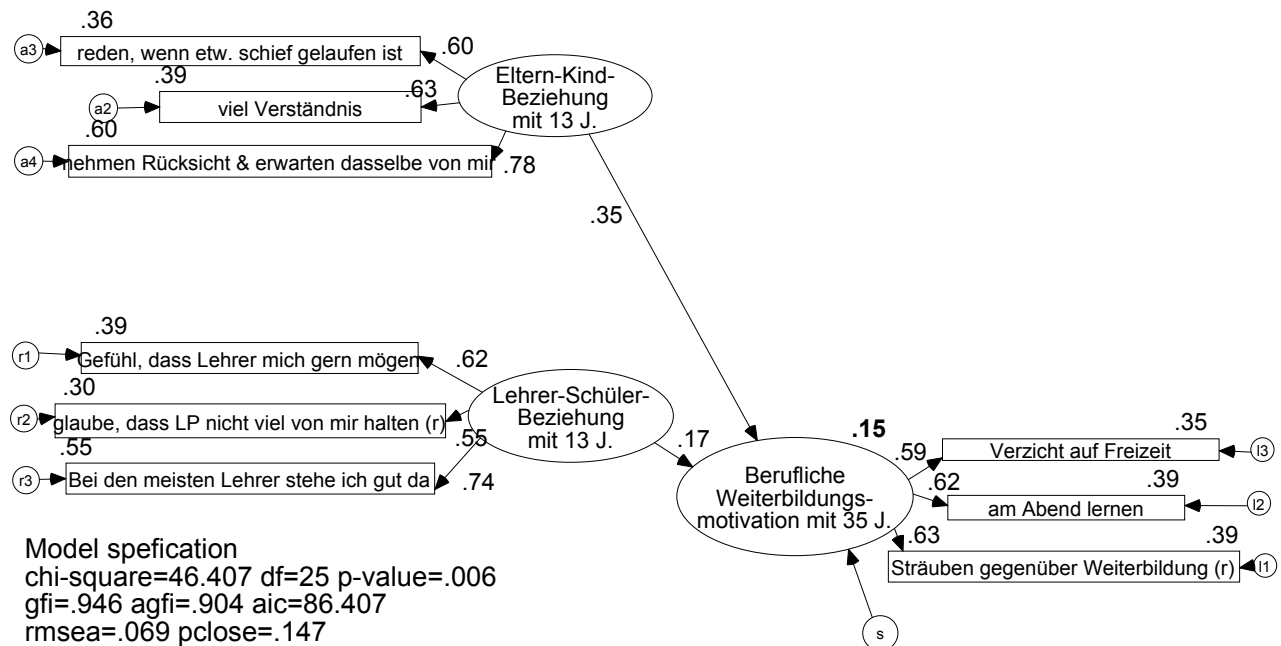 .36
a3
reden, wenn etw. schief gelaufen ist
.60
.39
a2
viel Verständnis
.63
Eltern-Kind-
Beziehung
mit 13 J.
.60
a4
nehmen Rücksicht & erwarten dasselbe von mir
.78
.35
.39
r1
Gefühl, dass Lehrer mich gern mögen
.62
.30
r2
glaube, dass LP nicht viel von mir halten (r)
.55
Lehrer-Schüler-
Beziehung
mit 13 J.
.55
r3
Bei den meisten Lehrer stehe ich gut da
.74
.17
.15
Berufliche
Weiterbildungs-
motivation mit 35 J.
.59
.35
Verzicht auf Freizeit
l3
.62
.39
am Abend lernen
l2
.63
.39
Sträuben gegenüber Weiterbildung (r)
l1
s
Model spefication
chi-square=46.407 df=25 p-value=.006
gfi=.946 agfi=.904 aic=86.407
rmsea=.069 pclose=.147